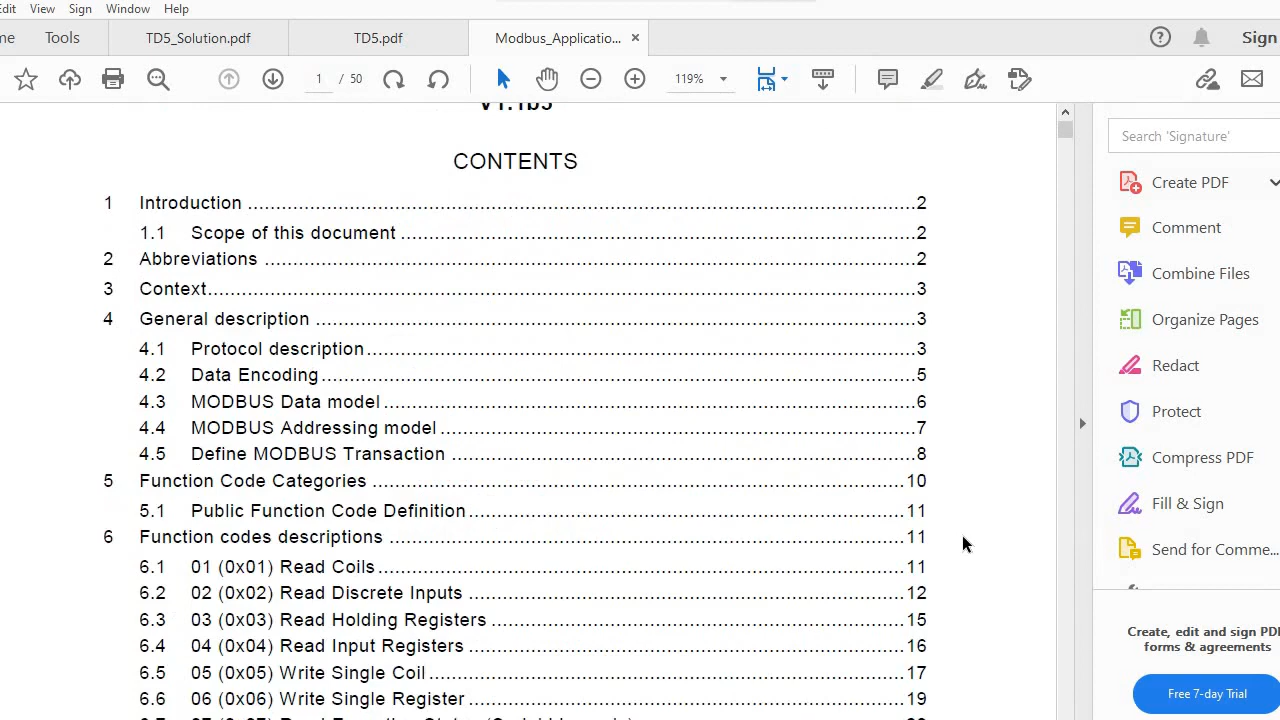 Edit View Sign Window Help
me Tools TD5_Solution.pdf TD5.pdf Modbus_Applicatio... × Sign
1 / 50 119%
V1.1b3
CONTENTS
1 Introduction ........ 2
1.1 Scope of this document ........ 2
2 Abbreviations ........ 2
3 Context ........ 3
4 General description ........ 3
4.1 Protocol description ........ 3
4.2 Data Encoding ........ 5
4.3 MODBUS Data model ........ 6
4.4 MODBUS Addressing model ........ 7
4.5 Define MODBUS Transaction ........ 8
5 Function Code Categories ........ 10
5.1 Public Function Code Definition ........ 11
6 Function codes descriptions ........ 11
6.1 01 (0x01) Read Coils ........ 11
6.2 02 (0x02) Read Discrete Inputs ........ 12
6.3 03 (0x03) Read Holding Registers ........ 15
6.4 04 (0x04) Read Input Registers ........ 16
6.5 05 (0x05) Write Single Coil ........ 17
6.6 06 (0x06) Write Single Register ........ 19
Search 'Signature'
Create PDF
Comment
Combine Files
Organize Pages
Redact
Protect
Compress PDF
Fill & Sign
Send for Comme...
Create, edit and sign PDF
forms & agreements
Free 7-day Trial